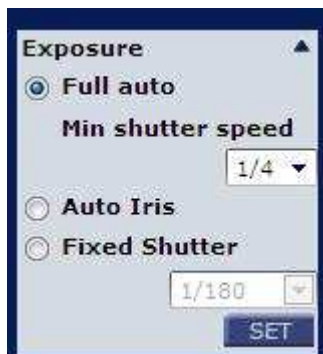 Exposure
Full auto
Min shutter speed
1/4
Auto Iris
Fixed Shutter
1/180
SET